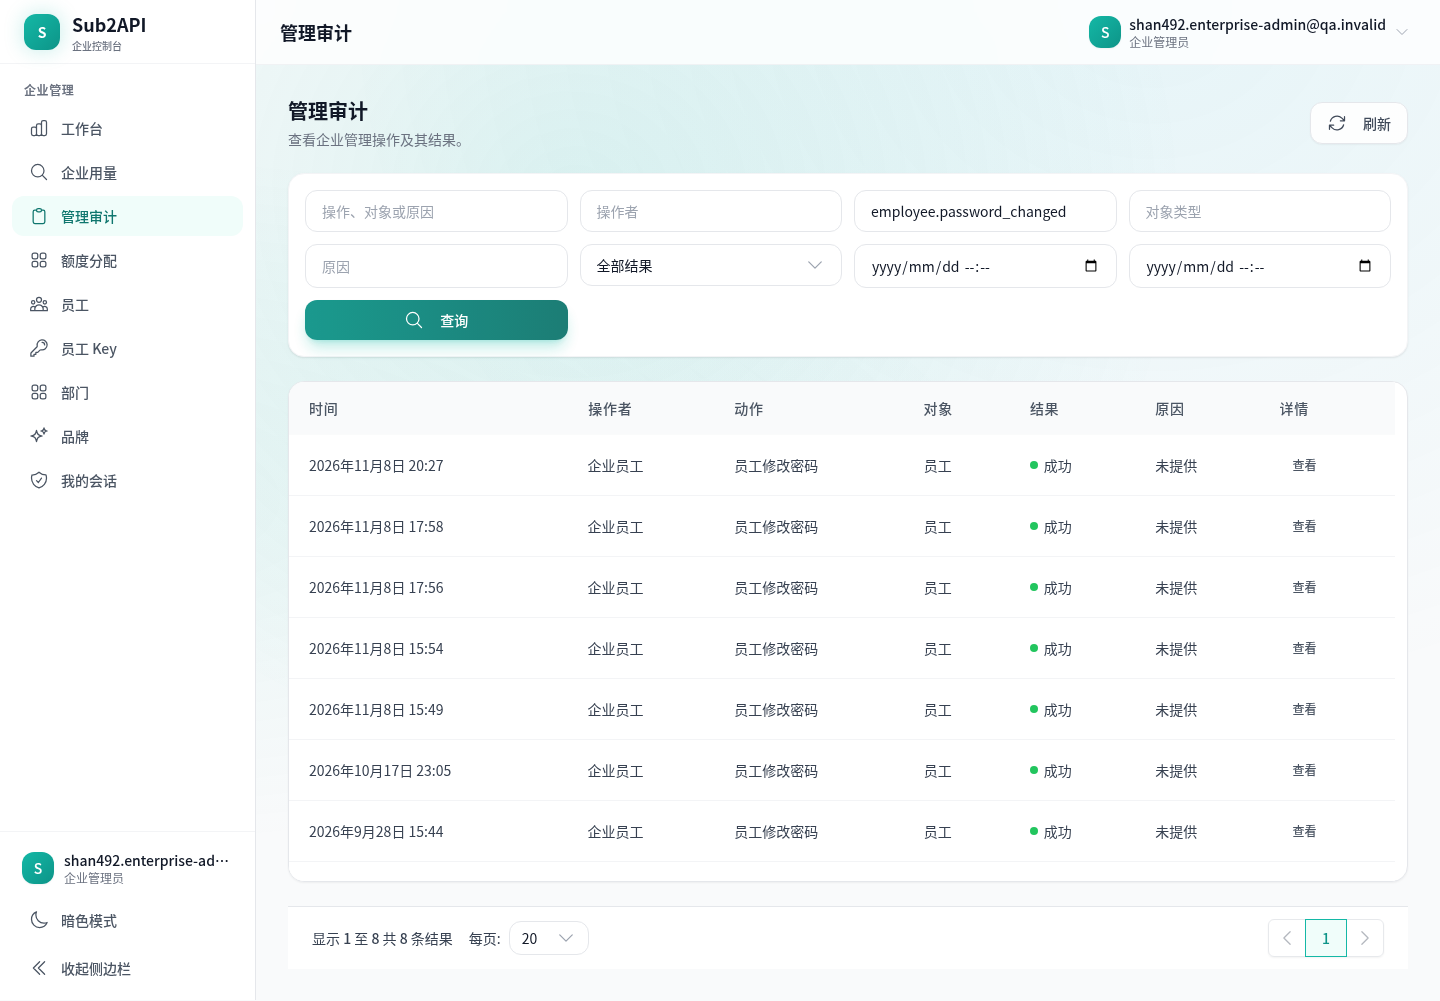 S
Sub2API
企业控制台
企业管理
工作台
企业用量
管理审计
额度分配
员工
员工 Key
部门
品牌
我的会话
S
shan492.enterprise-ad···
企业管理员
暗色模式
收起侧边栏
管理审计
S
shan492.enterprise-admin@qa.invalid
企业管理员
管理审计
查看企业管理操作及其结果。
刷新
操作、对象或原因 操作者 employee.password_changed 对象类型
原因 全部结果 yyyy/mm/dd --:-- yyyy/mm/dd --:--
查询
时间 操作者 动作 对象 结果 原因 详情
2026年11月8日 20:27 企业员工 员工修改密码 员工 成功 未提供 查看
2026年11月8日 17:58 企业员工 员工修改密码 员工 成功 未提供 查看
2026年11月8日 17:56 企业员工 员工修改密码 员工 成功 未提供 查看
2026年11月8日 15:54 企业员工 员工修改密码 员工 成功 未提供 查看
2026年11月8日 15:49 企业员工 员工修改密码 员工 成功 未提供 查看
2026年10月17日 23:05 企业员工 员工修改密码 员工 成功 未提供 查看
2026年9月28日 15:44 企业员工 员工修改密码 员工 成功 未提供 查看
显示 1 至 8 共 8 条结果 每页: 20 1